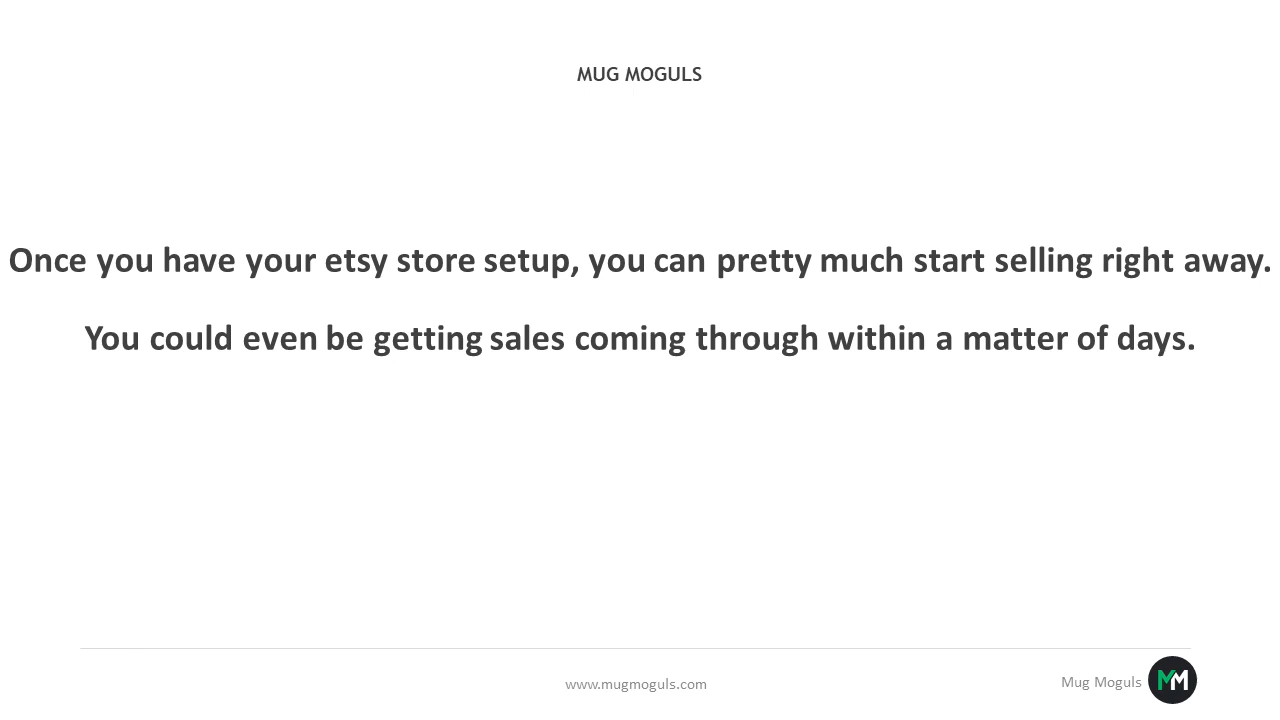 MUG MOGULS
Once you have your etsy store setup, you can pretty much start selling right away.
You could even be getting sales coming through within a matter of days.
www.mugmoguls.com
Mug Moguls
MM